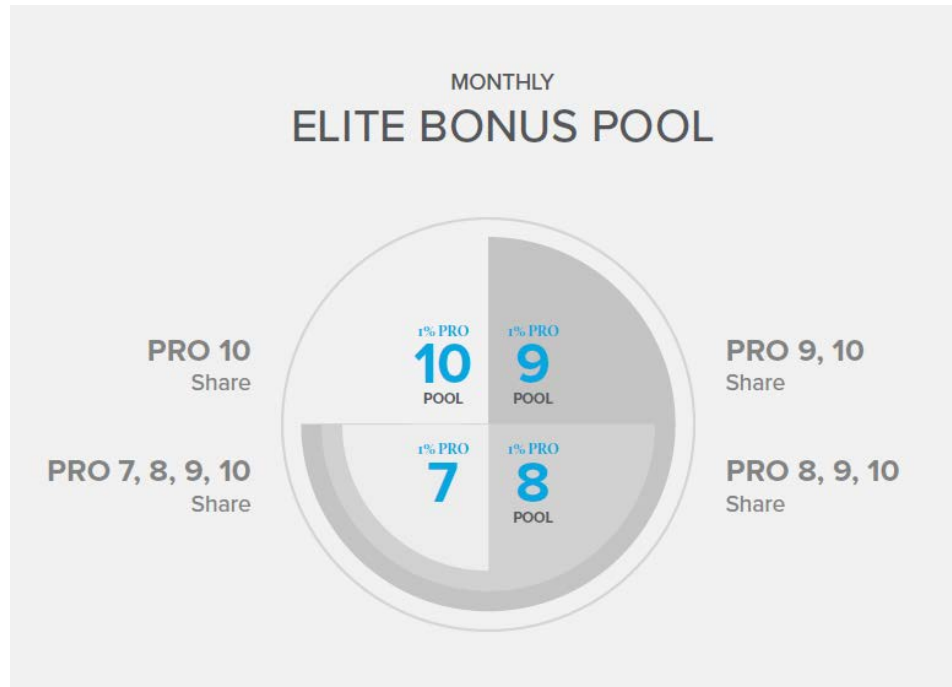 MONTHLY
ELITE BONUS POOL
PRO 10
Share
1% PRO
10
POOL
1% PRO
9
POOL
PRO 9, 10
Share
PRO 7, 8, 9, 10
Share
1% PRO
7
1% PRO
8
POOL
PRO 8, 9, 10
Share